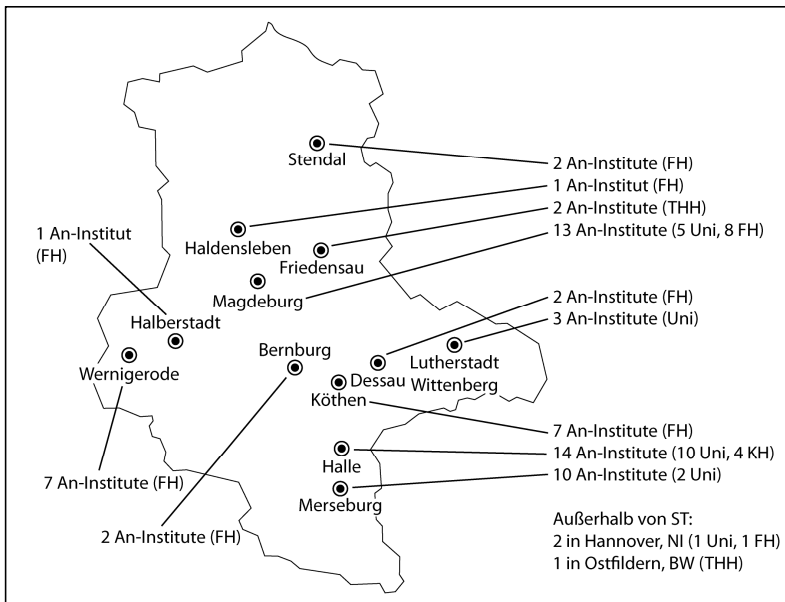 Stendal
2 An-Institute (FH)
1 An-Institut (FH)
2 An-Institute (THH)
13 An-Institute (5 Uni, 8 FH)
Haldensleben
Friedensau
Magdeburg
1 An-Institut
(FH)
Halberstadt
Wernigerode
Bernburg
Dessau
Köthen
Lutherstadt
Wittenberg
2 An-Institute (FH)
3 An-Institute (Uni)
7 An-Institute (FH)
14 An-Institute (10 Uni, 4 KH)
10 An-Institute (2 Uni)
Halle
Merseburg
7 An-Institute (FH)
2 An-Institute (FH)
Außerhalb von ST:
2 in Hannover, NI (1 Uni, 1 FH)
1 in Ostfildern, BW (THH)